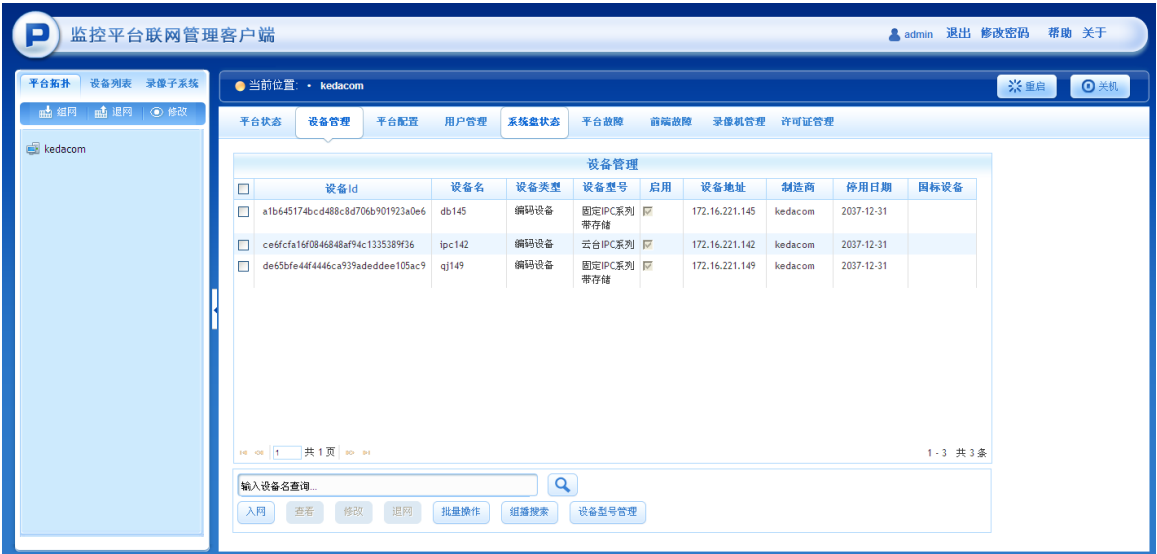 P 监控平台联网管理客户端
admin 退出 修改密码 帮助 关于
平台拓扑 设备列表 录像子系统
当前位置: • kedacom
重启 关机
组网 退网 修改
平台状态 设备管理 平台配置 用户管理 系统盘状态 平台故障 前端故障 录像机管理 许可证管理
kedacom
设备管理
设备Id 设备名 设备类型 设备型号 启用 设备地址 制造商 停用日期 国标设备
a1b645174bcd488c8d706b901923a0e6 db145 编码设备 固定IPC系列 172.16.221.145 kedacom 2037-12-31
带存储
ce6fcfa16f0846848af94c1335389f36 ipc142 编码设备 云台IPC系列 172.16.221.142 kedacom 2037-12-31
de65bfe44f4446ca939adeddee105ac9 qj149 编码设备 固定IPC系列 172.16.221.149 kedacom 2037-12-31
带存储
1 共 1 页
1 - 3 共 3 条
输入设备名查询...
入网 查看 修改 退网 批量操作 组播搜索 设备型号管理